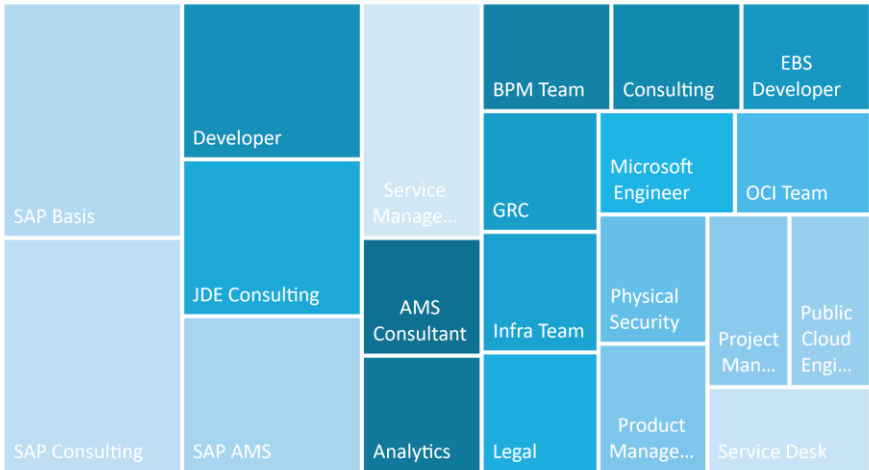 SAP Basis
SAP Consulting
Developer
JDE Consulting
SAP AMS
Service
Manage...
AMS
Consultant
Analytics
BPM Team
Consulting
EBS
Developer
GRC
Microsoft
Engineer
OCI Team
Infra Team
Physical
Security
Project
Man...
Public
Cloud
Engi...
Legal
Product
Manage...
Service Desk